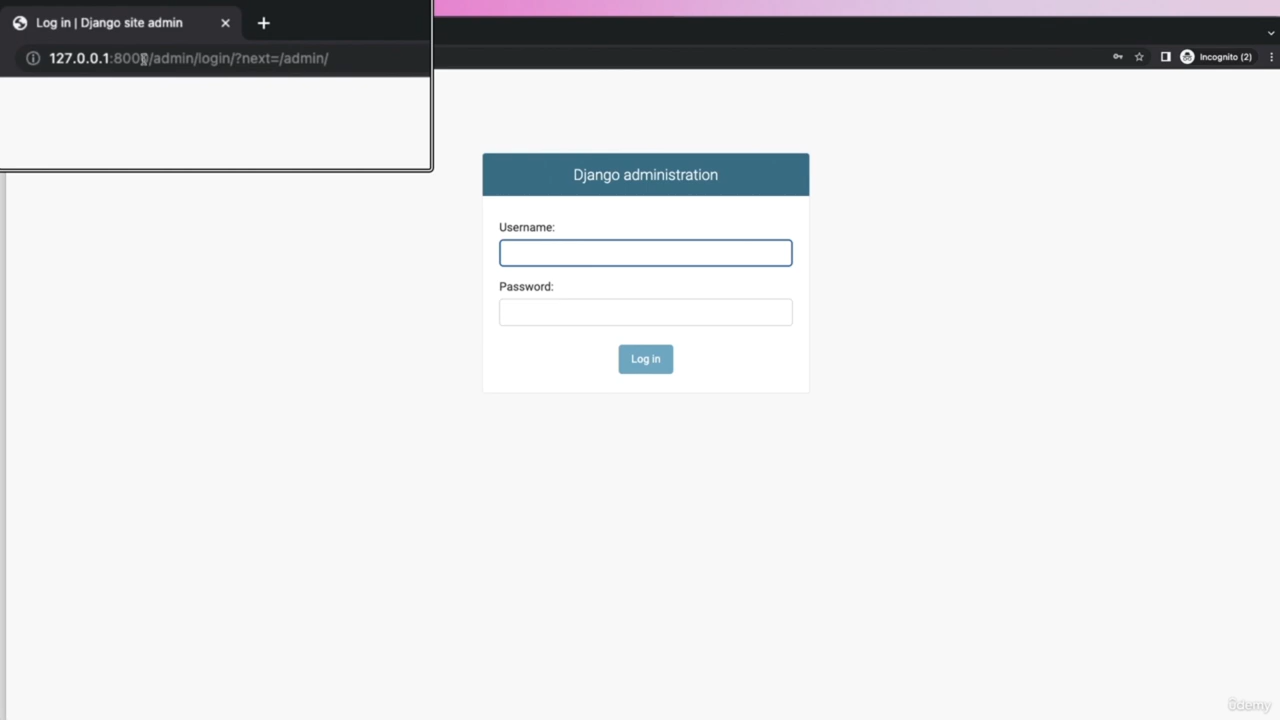 Log in | Django site admin
127.0.0.1:8000/admin/login/?next=/admin/
Incognito (2)
Django administration
Username:
Password:
Log in
ûdemy